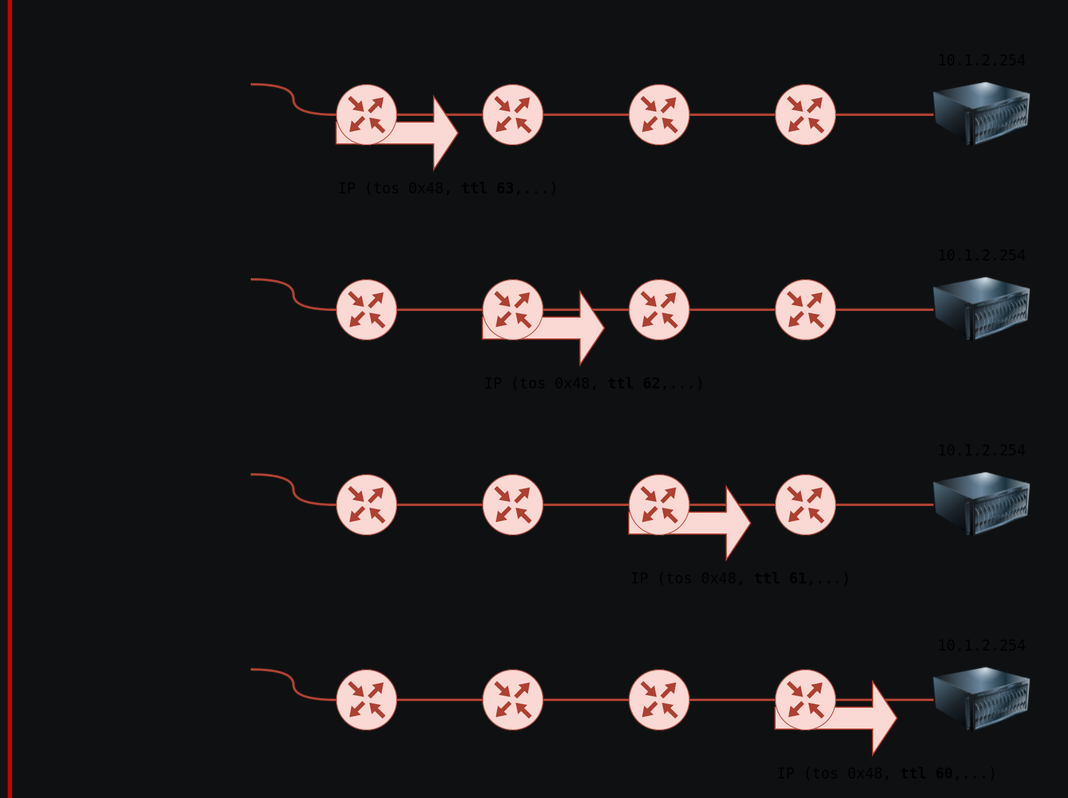 10.1.2.254
IP (tos 0x48, ttl 63,...)
10.1.2.254
IP (tos 0x48, ttl 62,...)
10.1.2.254
IP (tos 0x48, ttl 61,...)
10.1.2.254
IP (tos 0x48, ttl 60,...)